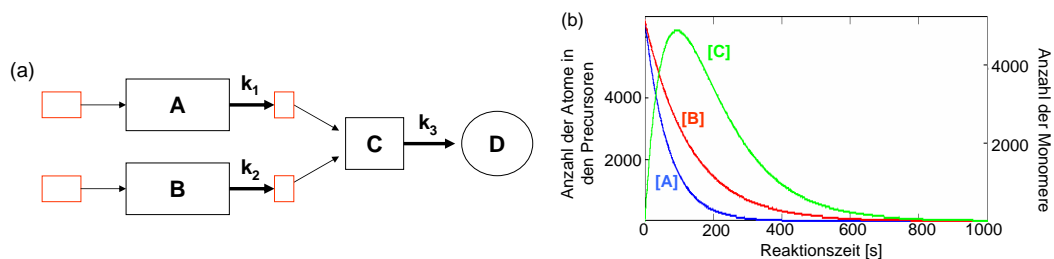 (a)
A
k1
B
k2
C
k3
D
(b)
Anzahl der Atome in
den Precursoren
4000
2000
[C]
[B]
[A]
4000
2000
Anzahl der Monomere
0 200 400 600 800 1000
Reaktionszeit [s]